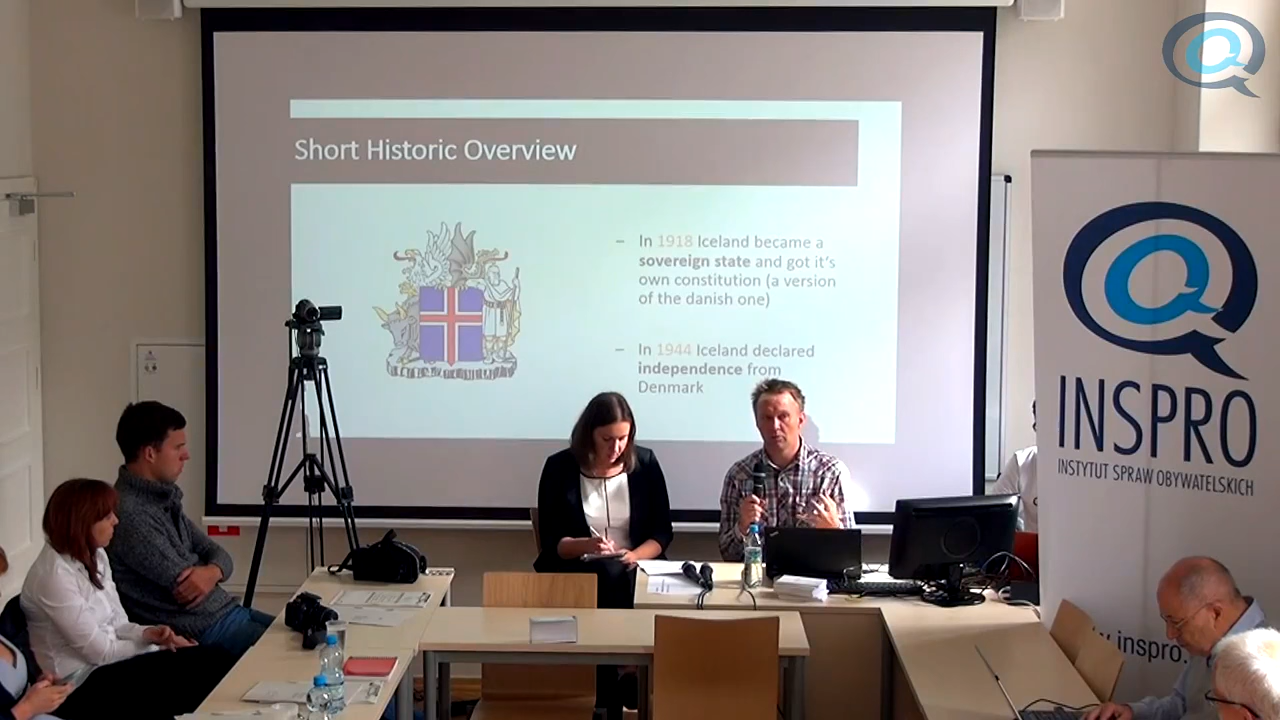 Short Historic Overview
– In 1918 Iceland became a
sovereign state and got it's
own constitution (a version
of the danish one)
– In 1944 Iceland declared
independence from
Denmark
INSPRO
INSTYTUT SPRAW OBYWATELSKICH
inspro.